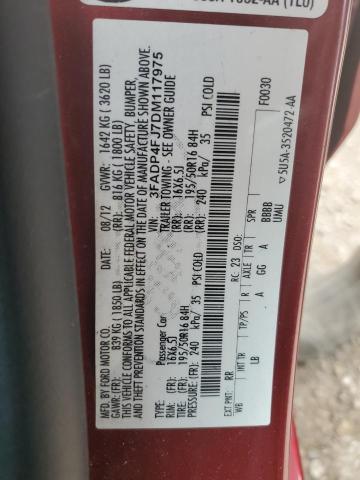 MFD. BY FORD MOTOR CO.
08/12 GVWR: 1642 KG ( 3620 LB)
GAWR:(FR): 839 KG (1850 LB) (RR): 816 KG (1800 LB)
THIS VEHICLE CONFORMS TO ALL APPLICABLE FEDERAL MOTOR VEHICLE SAFETY, BUMPER,
AND THEFT PREVENTION STANDARDS IN EFFECT ON THE DATE OF MANUFACTURE SHOWN ABOVE.
3FADP4FJ7DM117975
TYPE: Passenger Car TRAILER TOWING - SEE OWNER GUIDE
RIM: (FR): 16X6.5J (RR): 16X6.5J
TIRE: (FR): 195/50R16 84H (RR): 195/50R16 84H
PRESSURE:(FR): 240 kPa/ 35 PSI COLD (RR): 240 kPa/ 35 PSI COLD
F0030
EXT PNT: RR RC: 23 DSO:
WB INT TR TP/PS R AXLE TR SPR
LB A GG A BBBB
UMU
▽5U5A-3520472-AA